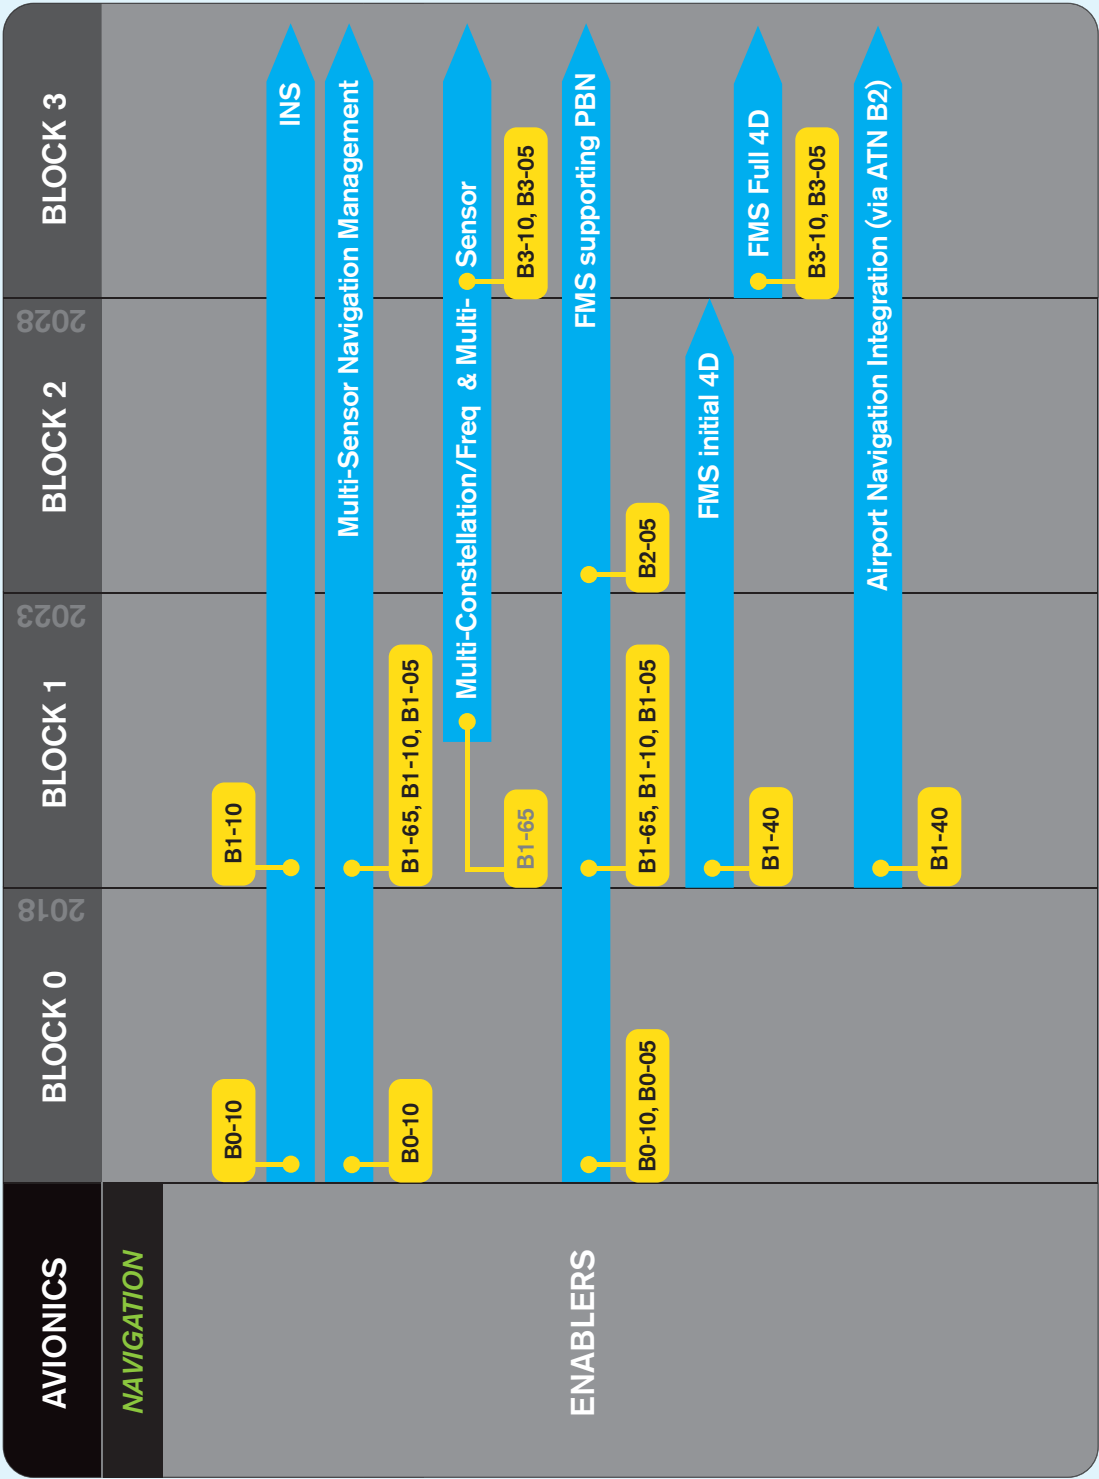 AVIONICS
BLOCK 0
2018
BLOCK 1
2023
BLOCK 2
2028
BLOCK 3
NAVIGATION
ENABLERS
B0-10
B1-10
INS
Multi-Sensor Navigation Management
B0-10
B1-65, B1-10, B1-05
Multi-Constellation/Freq & Multi- Sensor
B1-65
B3-10, B3-05
FMS supporting PBN
B0-10, B0-05
B1-65, B1-10, B1-05
B2-05
FMS initial 4D
B1-40
FMS Full 4D
B3-10, B3-05
Airport Navigation Integration (via ATN B2)
B1-40